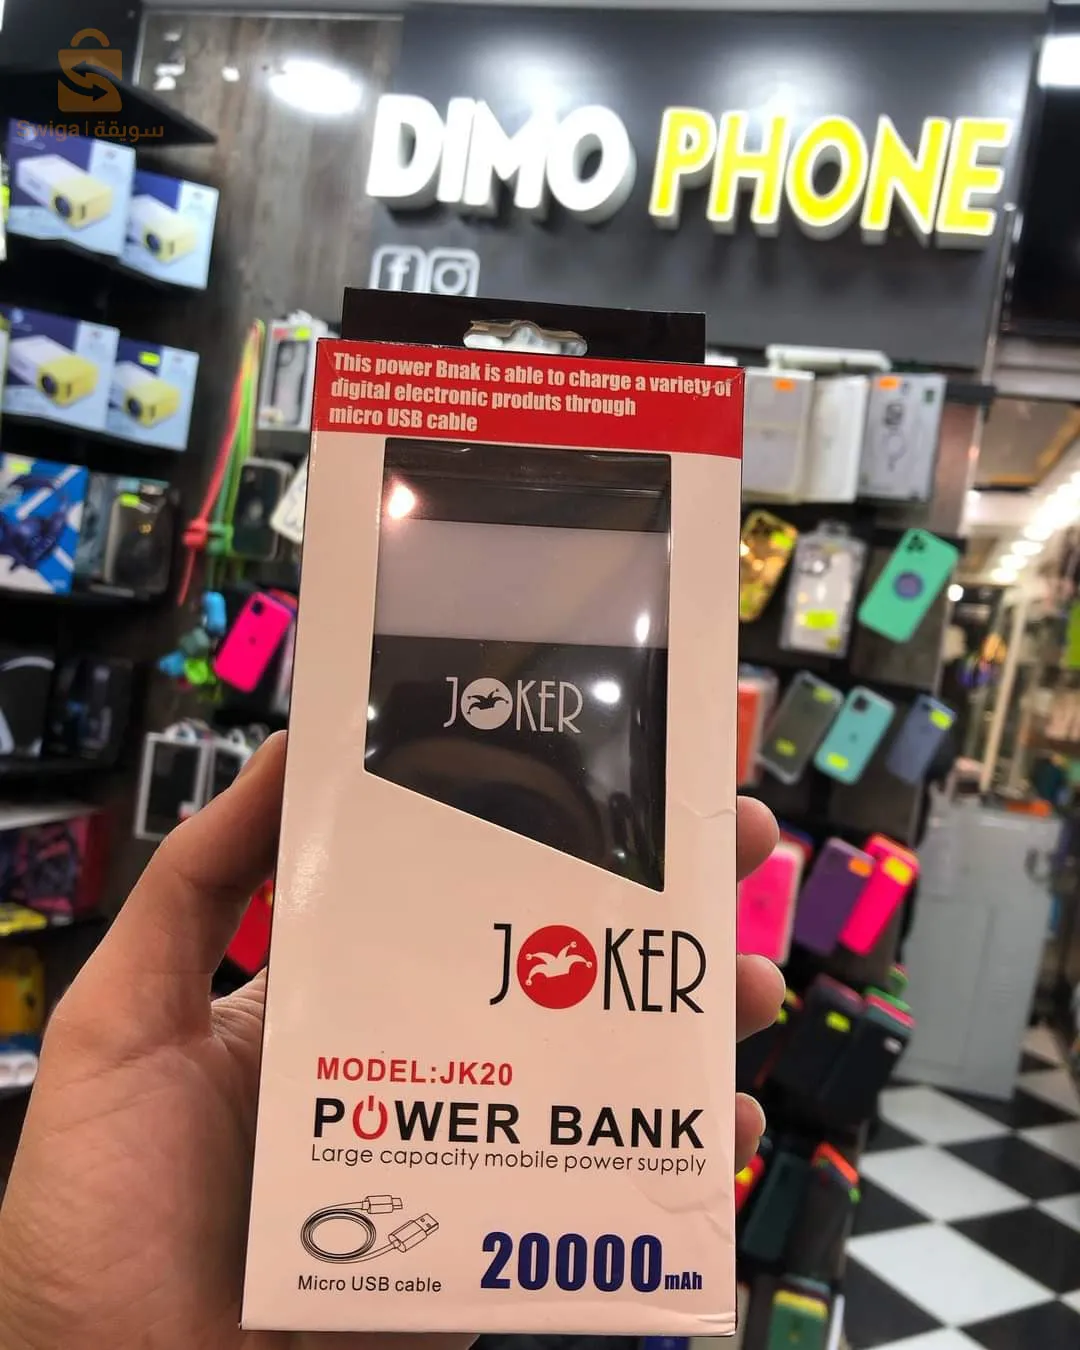 Swiga | سويقة
DIMO PHONE
This power Bnak is able to charge a variety of
digital electronic produts through
micro USB cable
JOKER
JOKER
MODEL:JK20
POWER BANK
Large capacity mobile power supply
Micro USB cable
20000mAh